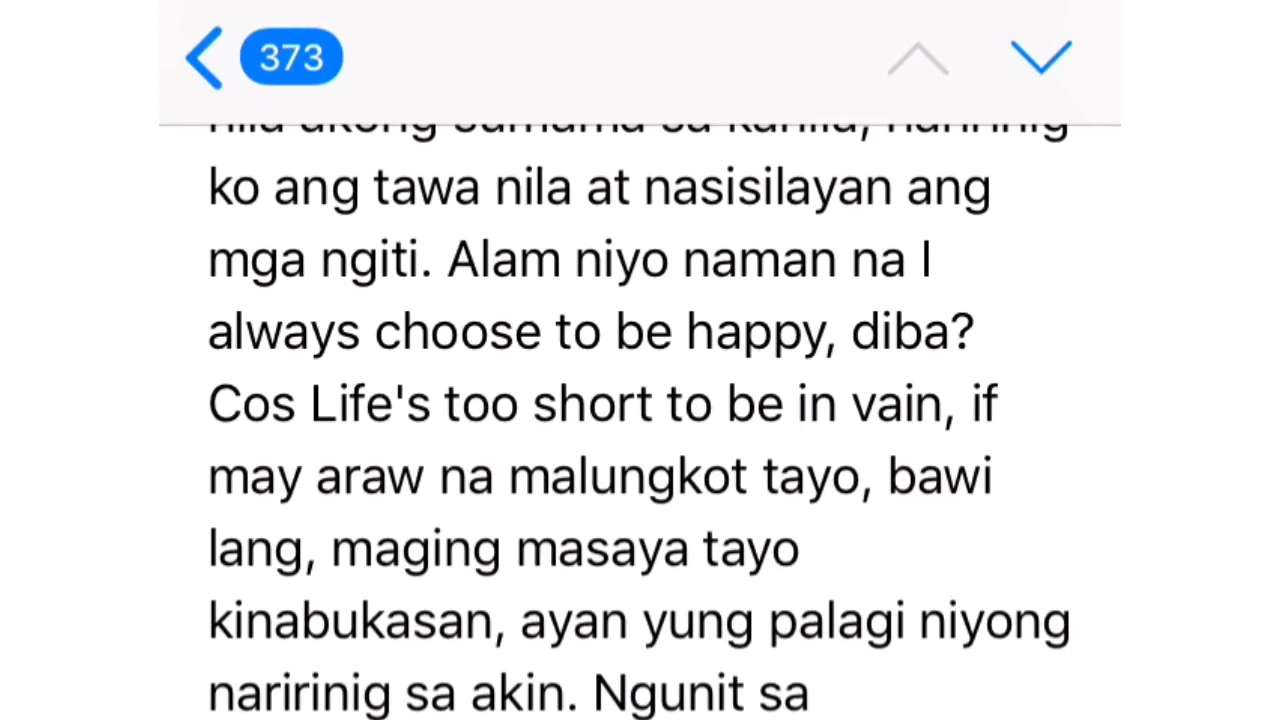 373
ko ang tawa nila at nasisilayan ang
mga ngiti. Alam niyo naman na I
always choose to be happy, diba?
Cos Life's too short to be in vain, if
may araw na malungkot tayo, bawi
lang, maging masaya tayo
kinabukasan, ayan yung palagi niyong
naririnig sa akin. Ngunit sa